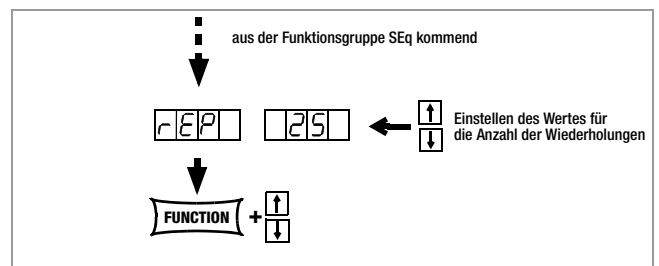 aus der Funktionsgruppe SEq kommend
rEP 25
Einstellen des Wertes für
die Anzahl der Wiederholungen
FUNCTION +